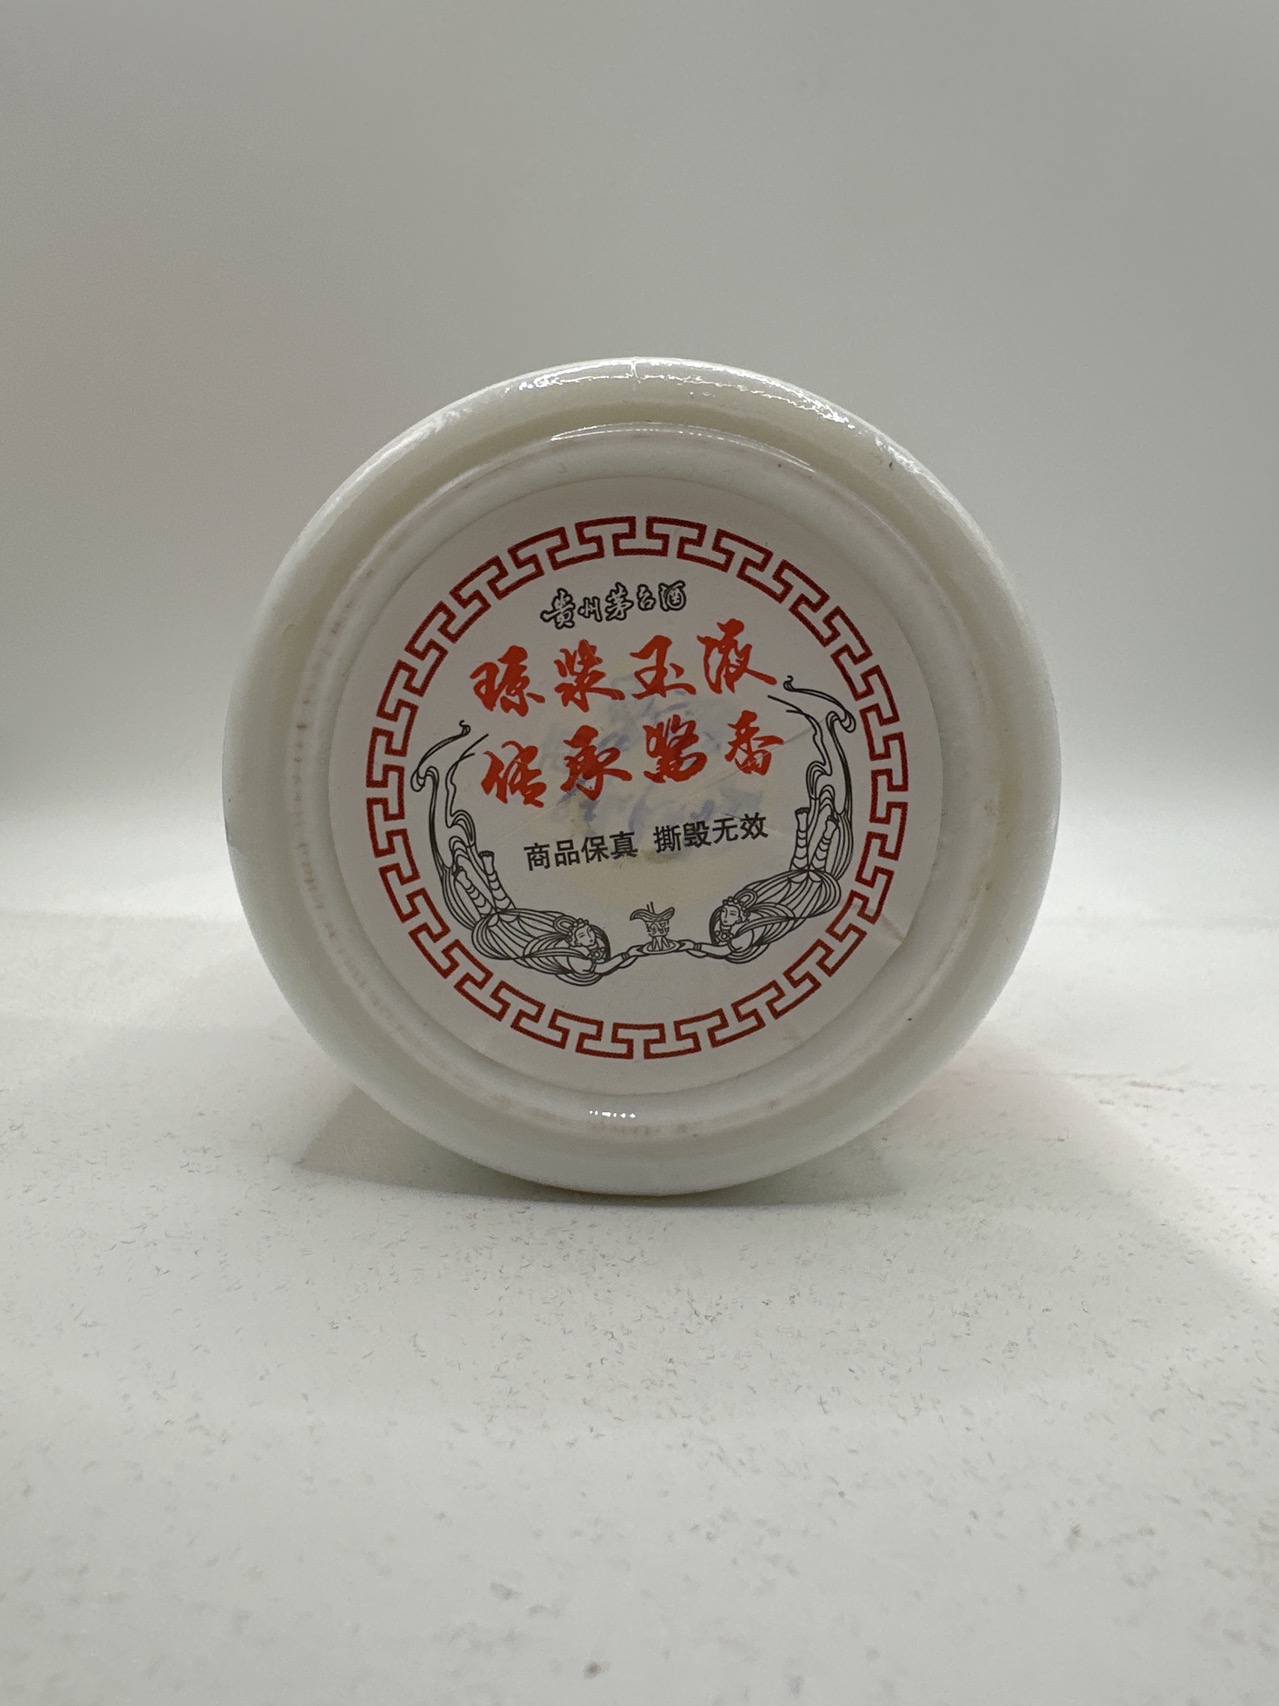 贵州茅台酒
琼浆玉液
传承酱香
商品保真 撕毁无效